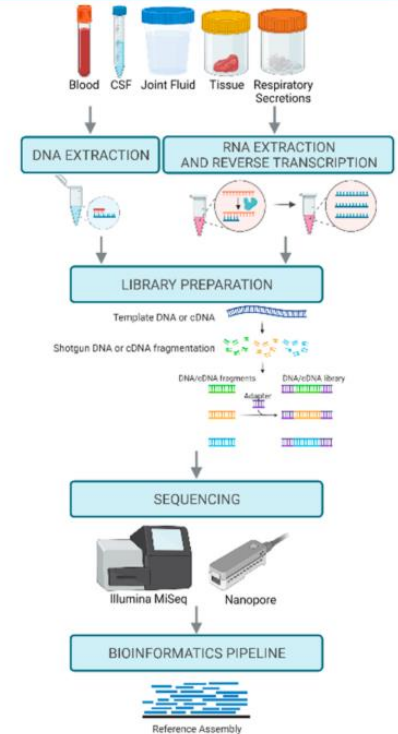 Blood CSF Joint Fluid Tissue Respiratory
Secretions
DNA EXTRACTION
RNA EXTRACTION
AND REVERSE TRANSCRIPTION
LIBRARY PREPARATION
Template DNA or cDNA
Shotgun DNA or cDNA fragmentation
DNA/cDNA fragments
DNA/cDNA library
Adapter
SEQUENCING
Illumina MiSeq
Nanopore
BIOINFORMATICS PIPELINE
Reference Assembly